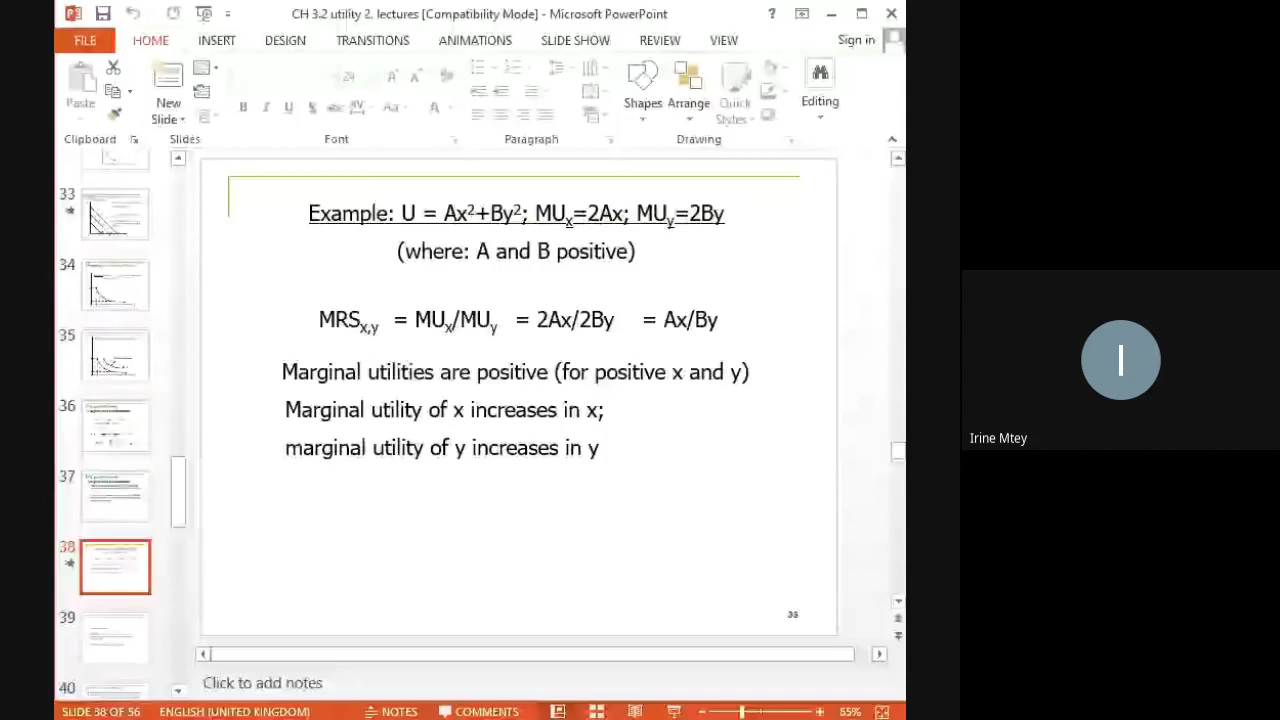 CH 3.2 utility 2. lectures [Compatibility Mode] - Microsoft PowerPoint
?
FILE HOME INSERT DESIGN TRANSITIONS ANIMATIONS SLIDE SHOW REVIEW VIEW Sign in
Paste New Slide Shapes Arrange Quick Styles Editing
Clipboard Slides Font Paragraph Drawing
33
34
35
36
37
38
39
40
Example: U = Ax²+By²; MUx=2Ax; MUy=2By
(where: A and B positive)
MRSx,y = MUx/MUy = 2Ax/2By = Ax/By
Marginal utilities are positive (for positive x and y)
Marginal utility of x increases in x;
marginal utility of y increases in y
Click to add notes
SLIDE 38 OF 56 ENGLISH (UNITED KINGDOM) NOTES COMMENTS 55%
I
Irine Mtey